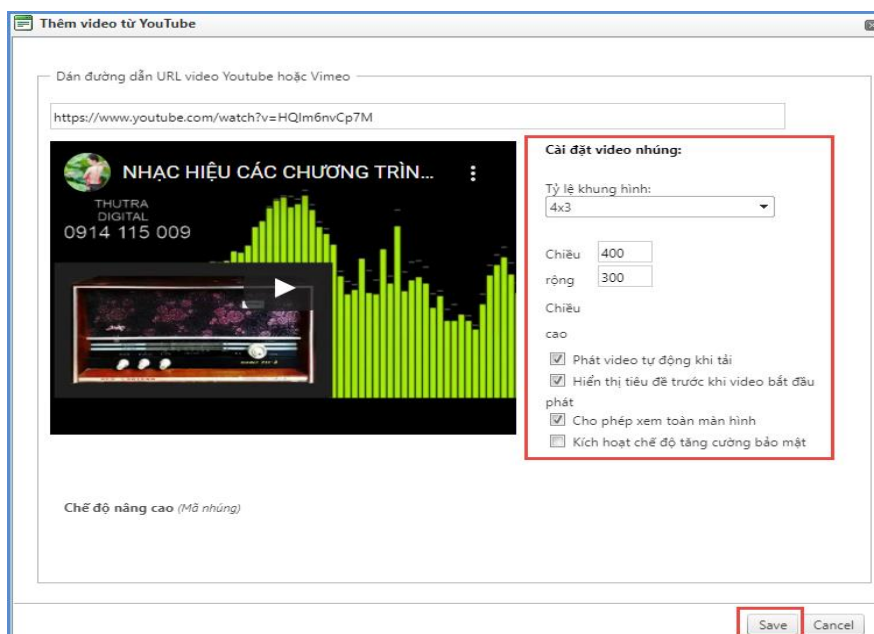 Thêm video từ YouTube
Dán đường dẫn URL video Youtube hoặc Vimeo
https://www.youtube.com/watch?v=HQIm6nvCp7M
NHẠC HIỆU CÁC CHƯƠNG TRÌN...
THUTRA
DIGITAL
0914 115 009
Cài đặt video nhúng:
Tỷ lệ khung hình:
4x3
Chiều 400
rộng 300
Chiều
cao
Phát video tự động khi tải
Hiển thị tiêu đề trước khi video bắt đầu
phát
Cho phép xem toàn màn hình
Kích hoạt chế độ tăng cường bảo mật
Chế độ nâng cao (Mã nhúng)
Save Cancel